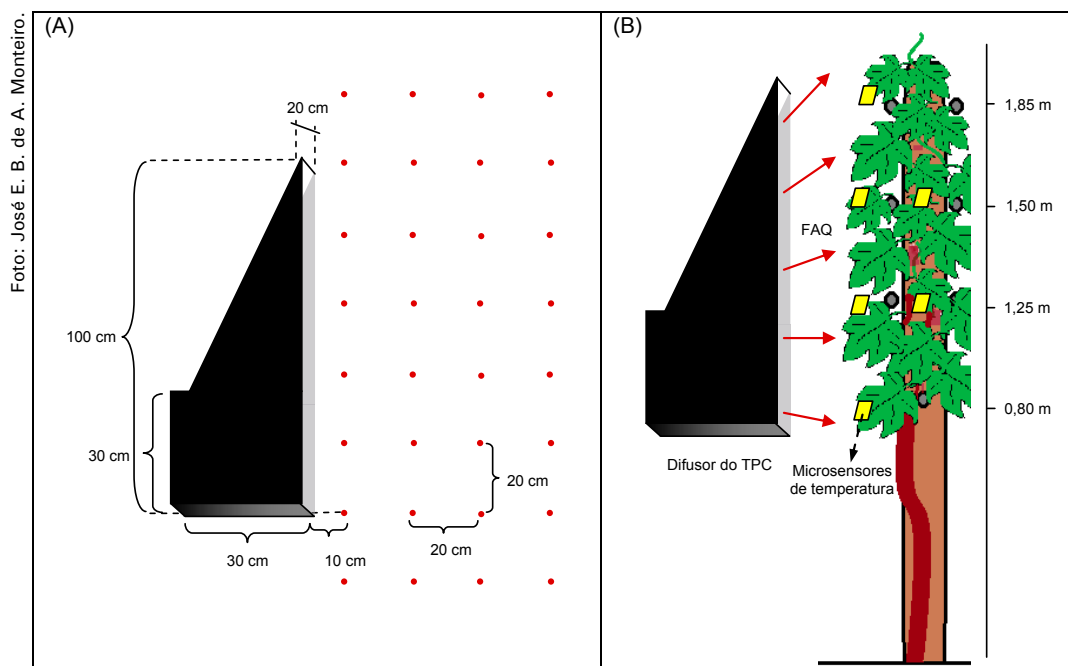 Foto: José E. B. de A. Monteiro.
(A)
20 cm
100 cm
30 cm
20 cm
30 cm
10 cm
20 cm
(B)
1,85 m
1,50 m
FAQ
1,25 m
0,80 m
Difusor do TPC
Microsensores
de temperatura